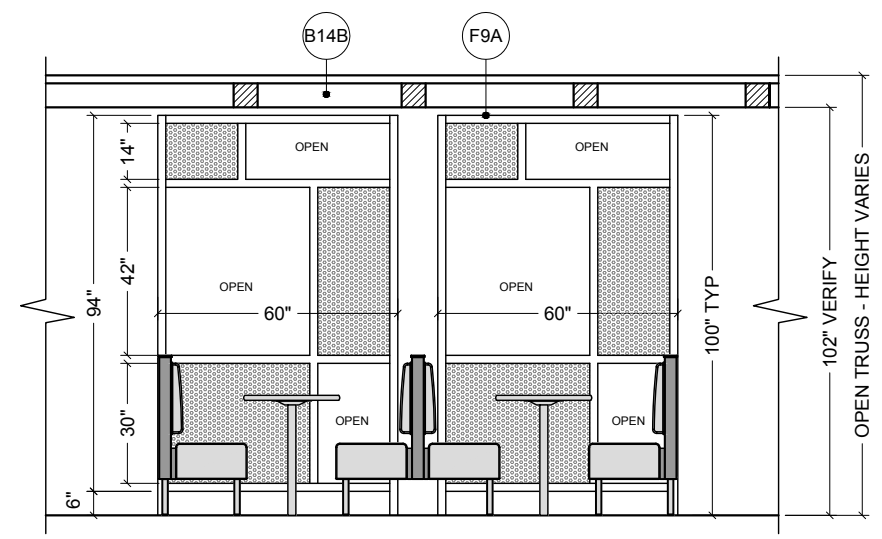 B14B
F9A
14"
OPEN
OPEN
42"
94"
OPEN
60"
OPEN
60"
100" TYP
102" VERIFY
OPEN TRUSS - HEIGHT VARIES
30"
OPEN
OPEN
6"